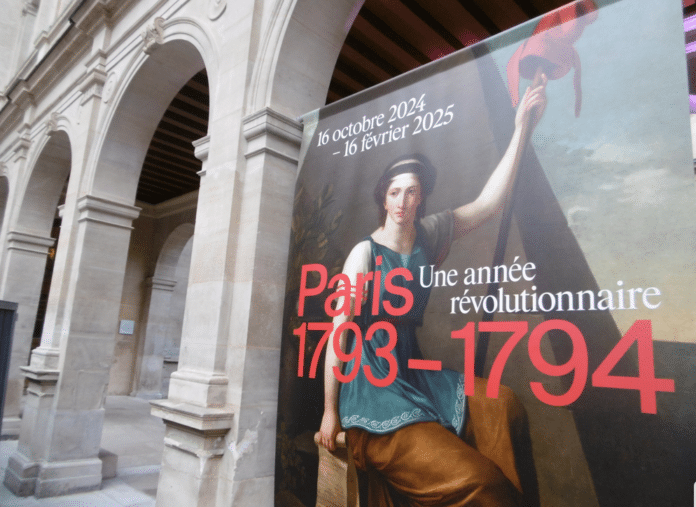 16 octobre 2024
– 16 février 2025
Paris
Une année
révolutionnaire
1793–1794